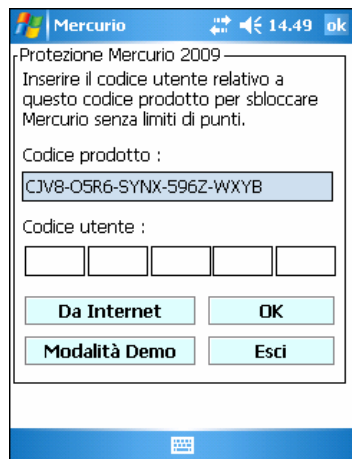 Mercurio 14.49 ok
Protezione Mercurio 2009
Inserire il codice utente relativo a
questo codice prodotto per sbloccare
Mercurio senza limiti di punti.
Codice prodotto :
CJV8-O5R6-SYNX-596Z-WXYB
Codice utente :
Da Internet OK
Modalità Demo Esci